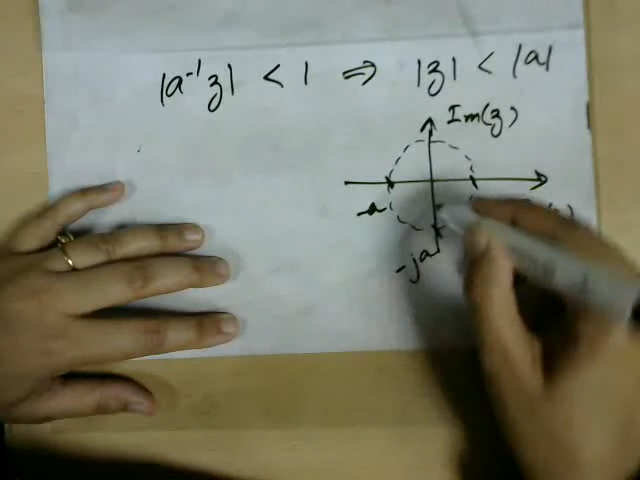 |a⁻¹z| < 1 ⇒ |z| < |a|
Im(z)
-a
-ja